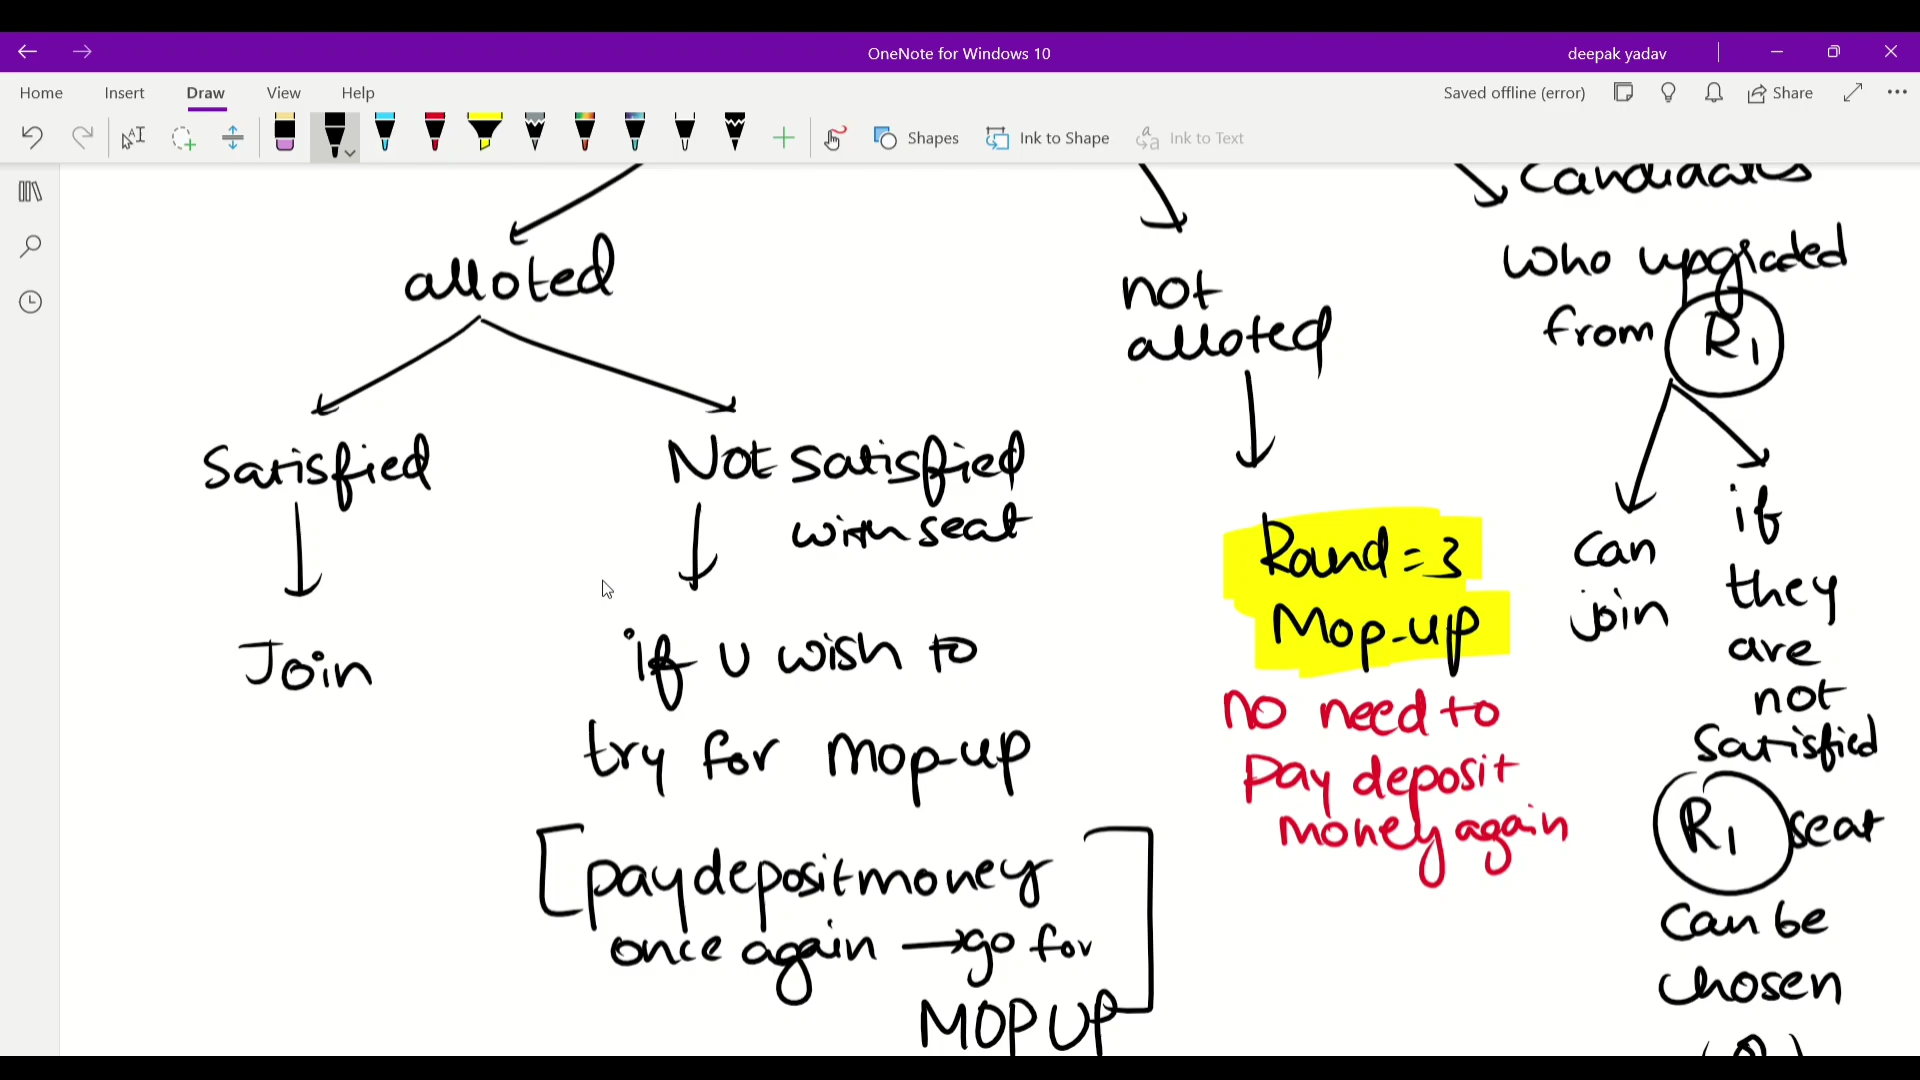 OneNote for Windows 10
deepak yadav
Home Insert Draw View Help
Saved offline (error)
Share
Shapes
Ink to Shape
Ink to Text
alloted
Satisfied
Join
Not satisfied
with seat
if u wish to
try for Mop-up
[pay deposit money
once again → go for
MOP UP]
not
alloted
Round = 3
Mop-up
No need to
Pay deposit
money again
Candidates
who upgraded
from R1
can
join
if
they
are
not
Satisfied
R1 seat
Can be
chosen